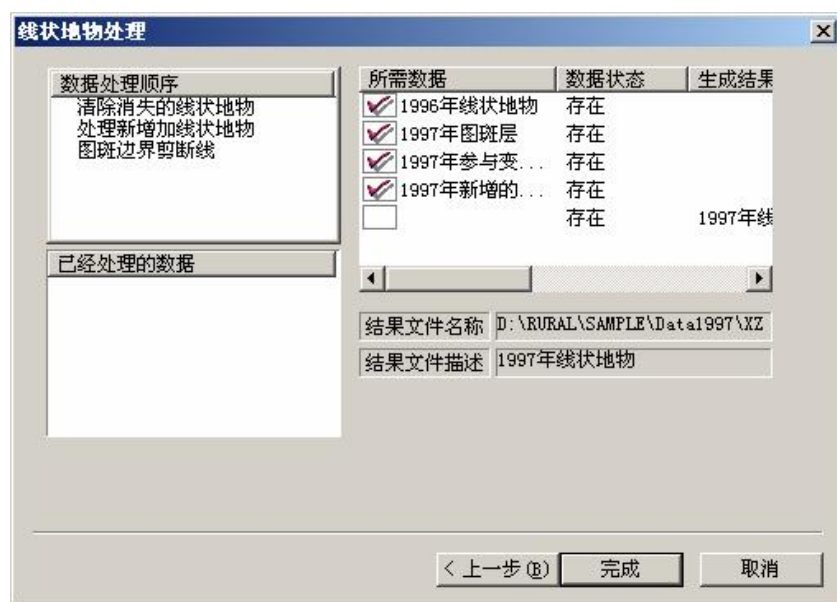 线状地物处理
数据处理顺序
清除消失的线状地物
处理新增加线状地物
图斑边界剪断线
已经处理的数据
所需数据 数据状态 生成结果
1996年线状地物 存在
1997年图斑层 存在
1997年参与变... 存在
1997年新增的... 存在
存在 1997年线
结果文件名称 D:\RURAL\SAMPLE\Data1997\XZ
结果文件描述 1997年线状地物
< 上一步(B) 完成 取消